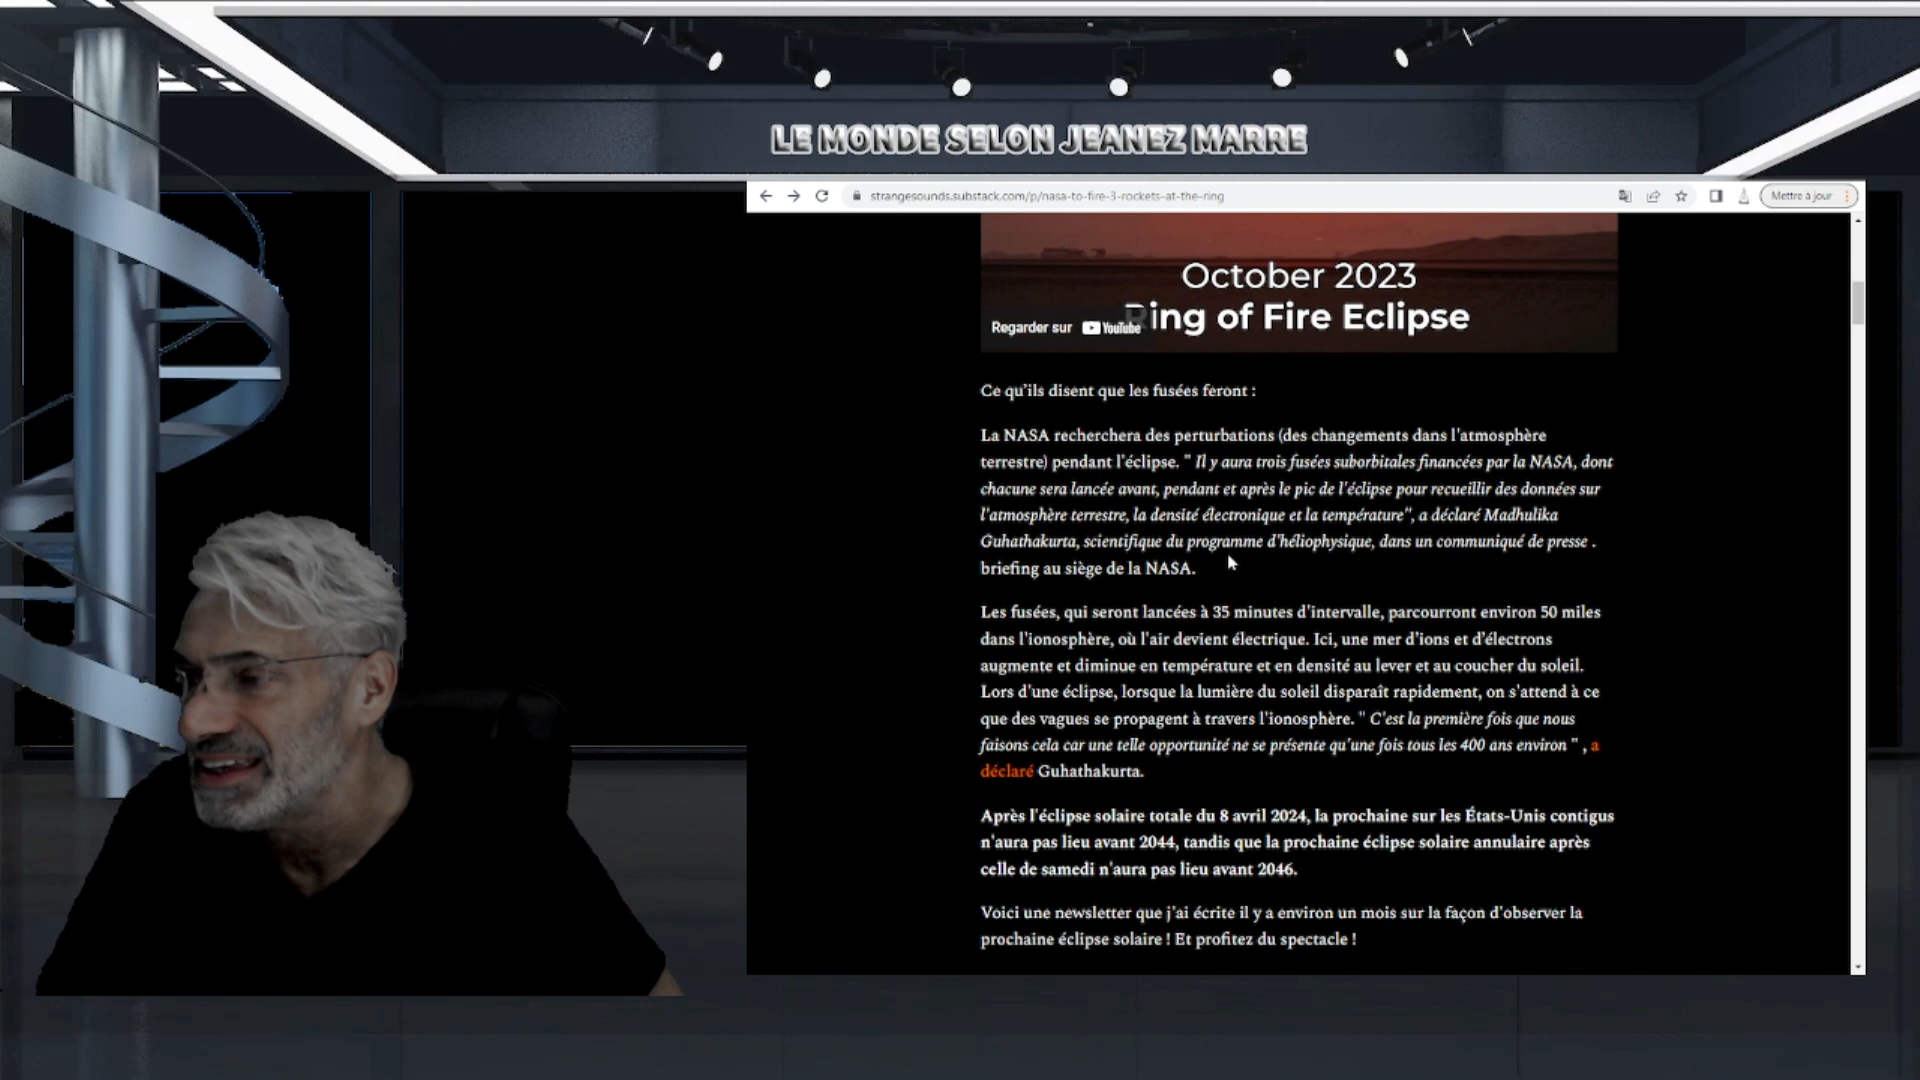 LE MONDE SELON JEANEZ MARRE
strangesounds.substack.com/p/nasa-to-fire-3-rockets-at-the-ring
Mettre à jour
October 2023
Ring of Fire Eclipse
Regarder sur YouTube
Ce qu'ils disent que les fusées feront :
La NASA recherchera des perturbations (des changements dans l'atmosphère
terrestre) pendant l'éclipse. " Il y aura trois fusées suborbitales financées par la NASA, dont
chacune sera lancée avant, pendant et après le pic de l'éclipse pour recueillir des données sur
l'atmosphère terrestre, la densité électronique et la température", a déclaré Madhulika
Guhathakurta, scientifique du programme d'héliophysique, dans un communiqué de presse .
briefing au siège de la NASA.
Les fusées, qui seront lancées à 35 minutes d'intervalle, parcourront environ 50 miles
dans l'ionosphère, où l'air devient électrique. Ici, une mer d’ions et d’électrons
augmente et diminue en température et en densité au lever et au coucher du soleil.
Lors d'une éclipse, lorsque la lumière du soleil disparaît rapidement, on s'attend à ce
que des vagues se propagent à travers l'ionosphère. " C'est la première fois que nous
faisons cela car une telle opportunité ne se présente qu'une fois tous les 400 ans environ " , a
déclaré Guhathakurta.
Après l'éclipse solaire totale du 8 avril 2024, la prochaine sur les États-Unis contigus
n'aura pas lieu avant 2044, tandis que la prochaine éclipse solaire annulaire après
celle de samedi n'aura pas lieu avant 2046.
Voici une newsletter que j'ai écrite il y a environ un mois sur la façon d'observer la
prochaine éclipse solaire ! Et profitez du spectacle !